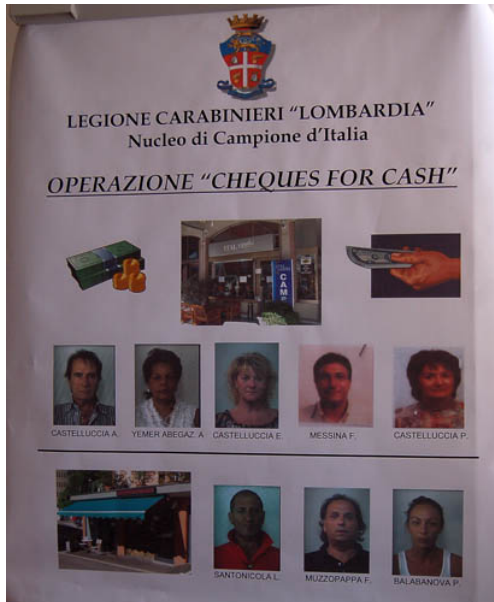 LEGIONE CARABINIERI “LOMBARDIA”
Nucleo di Campione d’Italia
OPERAZIONE “CHEQUES FOR CASH”
CAME
CASTELLUCCIA A.
YEMER ABEGAZ. A
CASTELLUCCIA E.
MESSINA F.
CASTELLUCCIA P.
SANTONICOLA L.
MUZZOPAPPA F.
BALABANOVA P.